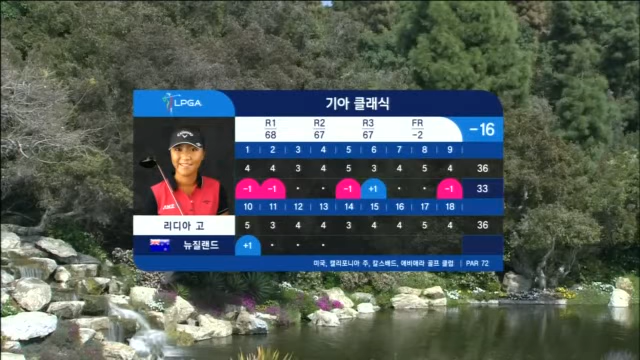 LPGA
기아 클래식
R1 R2 R3 FR
68 67 67 -2
-16
1 2 3 4 5 6 7 8 9
4 4 3 4 5 3 4 5 4 36
-1 -1 • • -1 +1 • • -1 33
10 11 12 13 14 15 16 17 18
리디아 고
5 3 4 4 3 4 4 5 4 36
뉴질랜드
+1 • • •
미국, 캘리포니아 주, 칼스배드, 애비애라 골프 클럽 | PAR 72